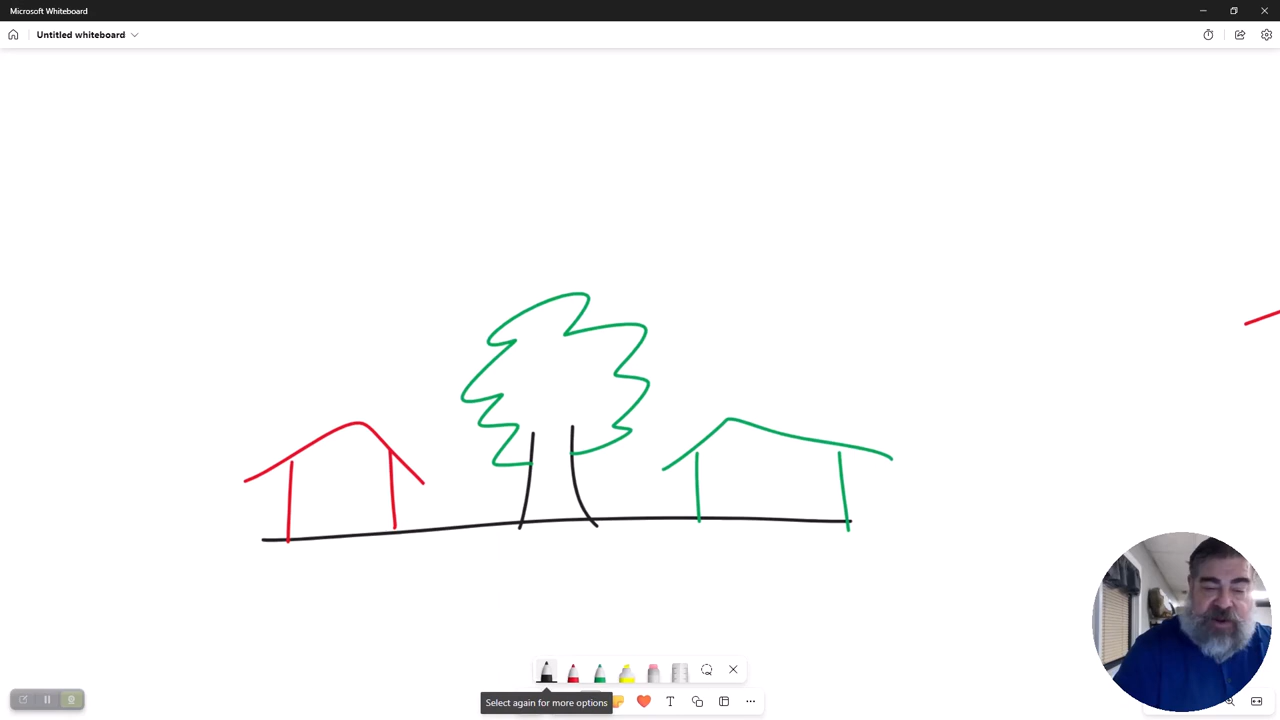 Microsoft Whiteboard
Untitled whiteboard
Select again for more options
T